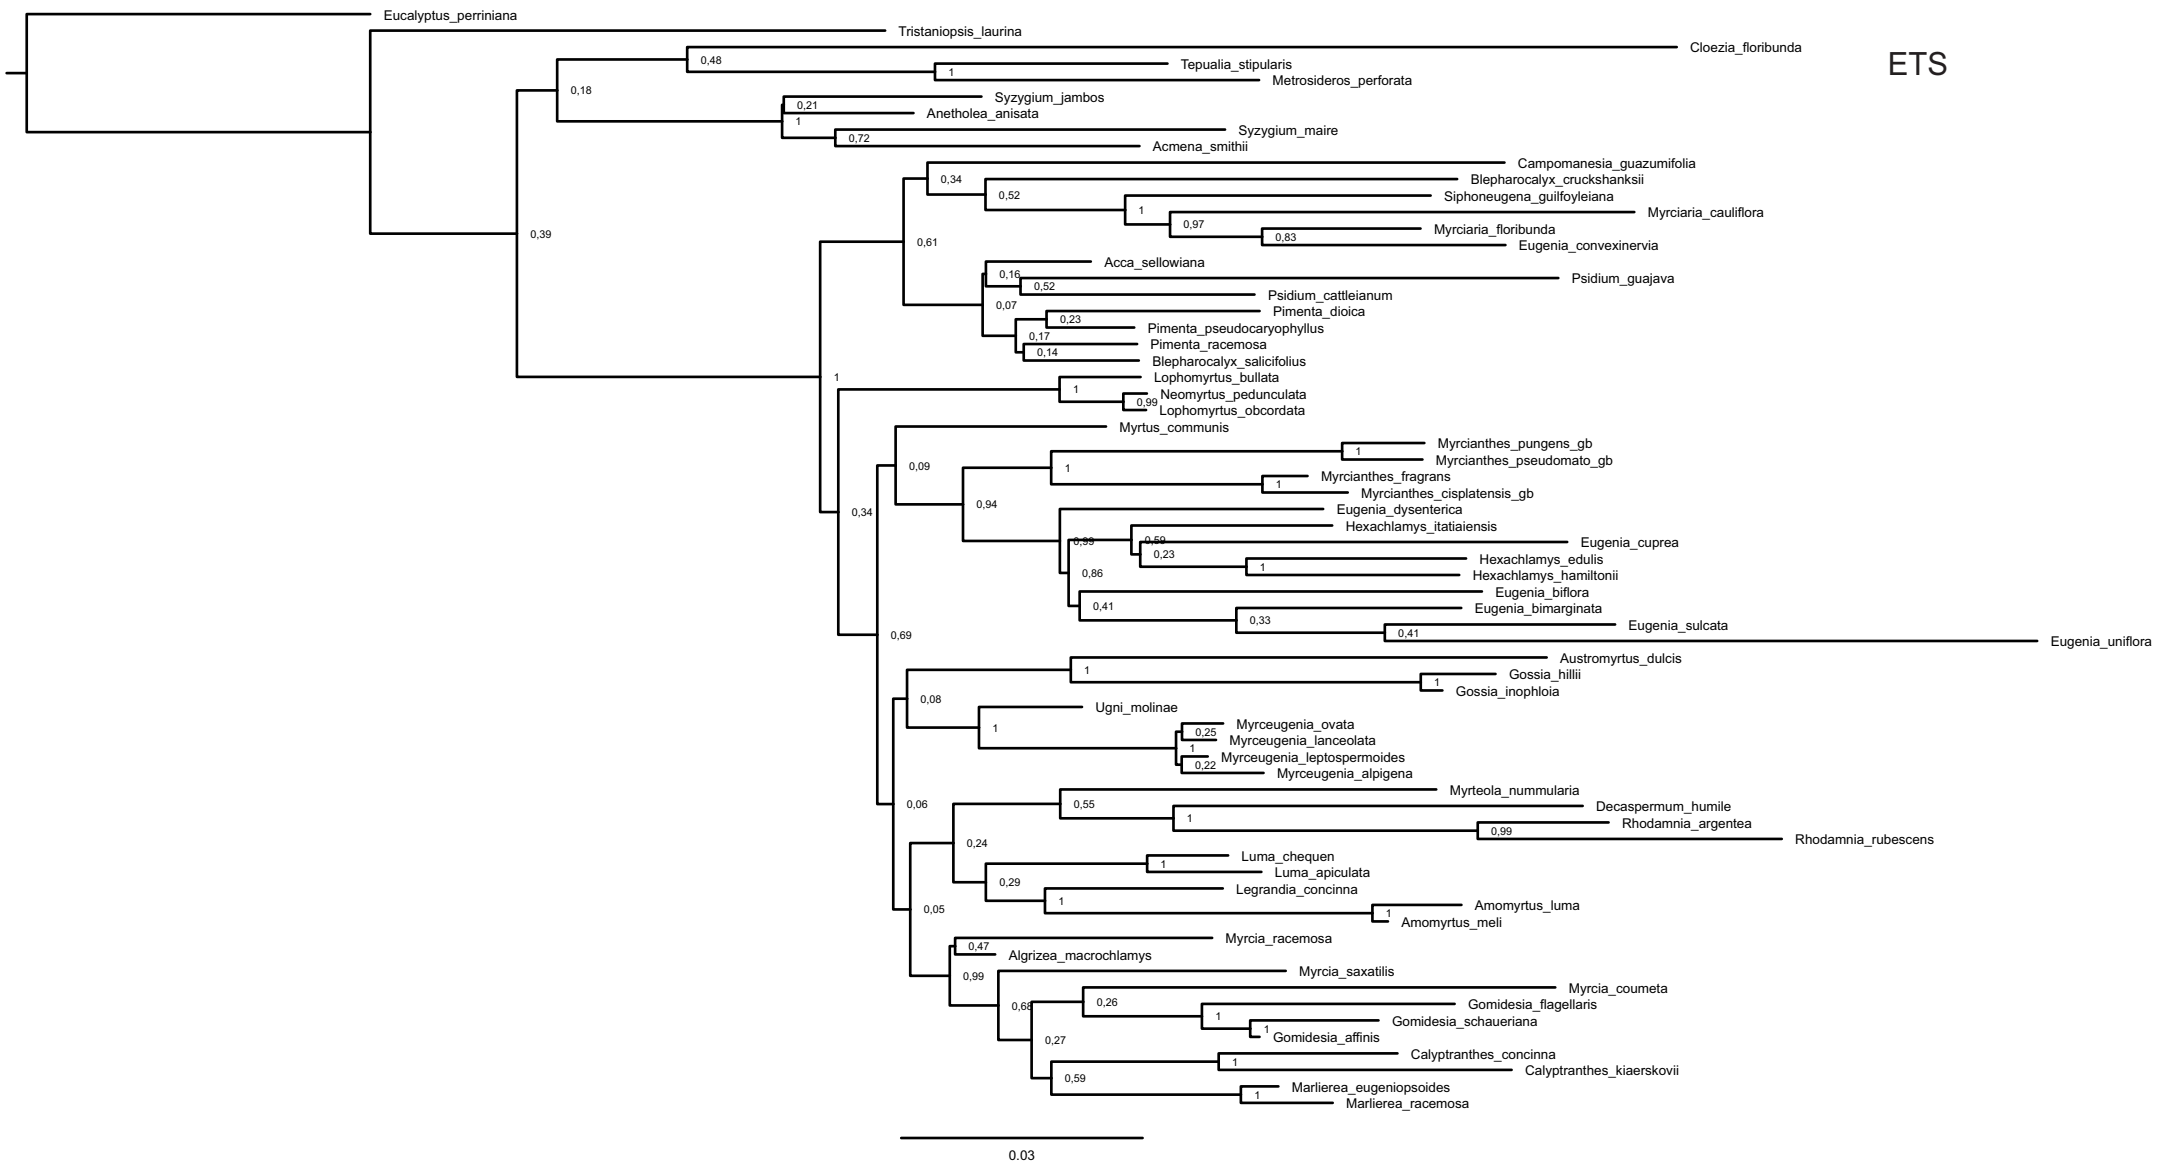 Eucalyptus_perriniana
Tristaniopsis_laurina
Cloezia_floribunda
ETS
0,48
Tepualia_stipularis
1
Metrosideros_perforata
0,18
Syzygium_jambos
0,21
Anetholea_anisata
1
Syzygium_maire
0,72
Acmena_smithii
Campomanesia_guazumifolia
0,34
Blepharocalyx_cruckshanksii
0,52
Siphoneugena_guilfoyleiana
1
Myrciaria_cauliflora
0,97
Myrciaria_floribunda
0,39
0,83
0,61
Eugenia_convexinervia
Acca_sellowiana
0,16
Psidium_guajava
0,52
Psidium_cattleianum
0,07
Pimenta_dioica
0,23
Pimenta_pseudocaryophyllus
0,17
Pimenta_racemosa
0,14
Blepharocalyx_salicifolius
1
Lophomyrtus_bullata
1
Neomyrtus_pedunculata
0,99
Lophomyrtus_obcordata
Myrtus_communis
Myrcianthes_pungens_gb
1
Myrcianthes_pseudomato_gb
0,09
1
Myrcianthes_fragrans
1
Myrcianthes_cisplatensis_gb
0,94
Eugenia_dysenterica
0,34
Hexachlamys_itatiaiensis
0,99
0,59
Eugenia_cuprea
0,23
Hexachlamys_edulis
1
0,86
Hexachlamys_hamiltonii
Eugenia_biflora
0,41
Eugenia_bimarginata
0,33
Eugenia_sulcata
0,41
0,69
Eugenia_uniflora
Austromyrtus_dulcis
1
Gossia_hillii
1
Gossia_inophloia
0,08
Ugni_molinae
Myrceugenia_ovata
1
0,25
Myrceugenia_lanceolata
1
Myrceugenia_leptospermoides
0,22
Myrceugenia_alpigena
Myrteola_nummularia
0,06
0,55
Decaspermum_humile
1
Rhodamnia_argentea
0,99
Rhodamnia_rubescens
0,24
Luma_chequen
1
Luma_apiculata
0,29
Legrandia_concinna
1
Amomyrtus_luma
0,05
1
Amomyrtus_meli
Myrcia_racemosa
0,47
Algrizea_macrochlamys
Myrcia_saxatilis
0,99
Myrcia_coumeta
0,68
0,26
Gomidesia_flagellaris
1
Gomidesia_schaueriana
1
Gomidesia_affinis
0,27
Calyptranthes_concinna
1
Calyptranthes_kiaerskovii
0,59
Marlierea_eugeniopsoides
1
Marlierea_racemosa
0.03